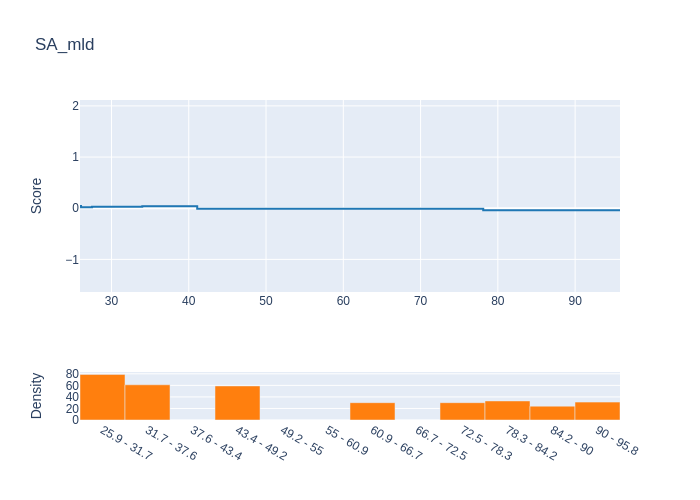 SA_mld
Score
2
1
0
−1
30 40 50 60 70 80 90
Density
80
60
40
20
0
25.9 - 31.7
31.7 - 37.6
37.6 - 43.4
43.4 - 49.2
49.2 - 55
55 - 60.9
60.9 - 66.7
66.7 - 72.5
72.5 - 78.3
78.3 - 84.2
84.2 - 90
90 - 95.8